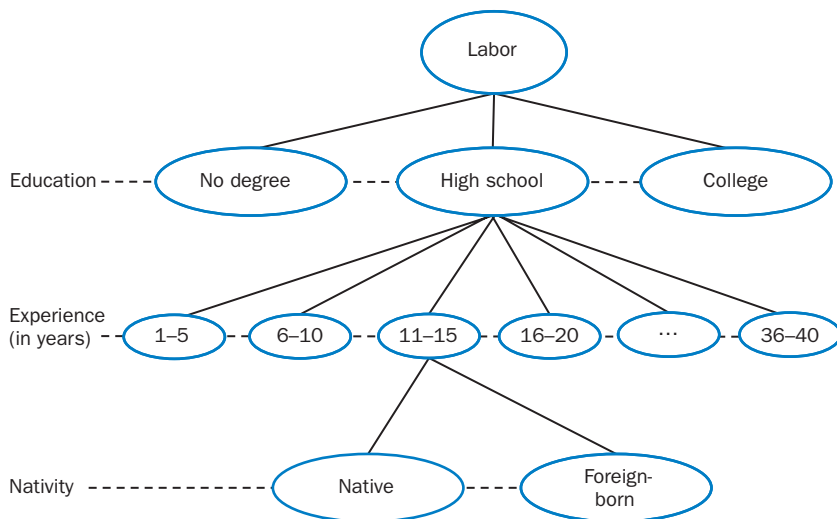 Labor
Education
No degree
High school
College
Experience
(in years)
1–5
6–10
11–15
16–20
...
36–40
Nativity
Native
Foreign-
born